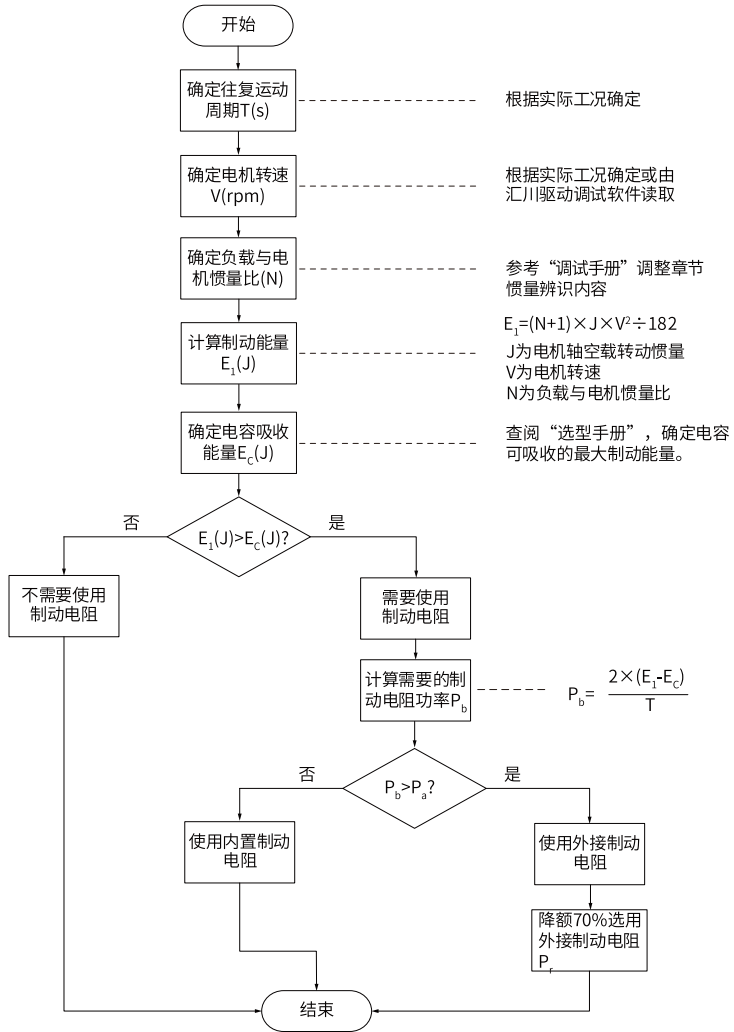 开始
确定往复运动
周期T(s)
根据实际工况确定
确定电机转速
V(rpm)
根据实际工况确定或由
汇川驱动调试软件读取
确定负载与电
机惯量比(N)
参考“调试手册”调整章节
惯量辨识内容
计算制动能量
E₁(J)
E₁=(N+1)×J×V²÷182
J为电机轴空载转动惯量
V为电机转速
N为负载与电机惯量比
确定电容吸收
能量E_C(J)
查阅“选型手册”，确定电容
可吸收的最大制动能量。
否
E₁(J)>E_C(J)?
是
不需要使用
制动电阻
需要使用
制动电阻
计算需要的制
动电阻功率P_b
P_b= 2×(E₁-E_C)
T
否
P_b>P_a?
是
使用内置制动
电阻
使用外接制动
电阻
降额70%选用
外接制动电阻
P_r
结束